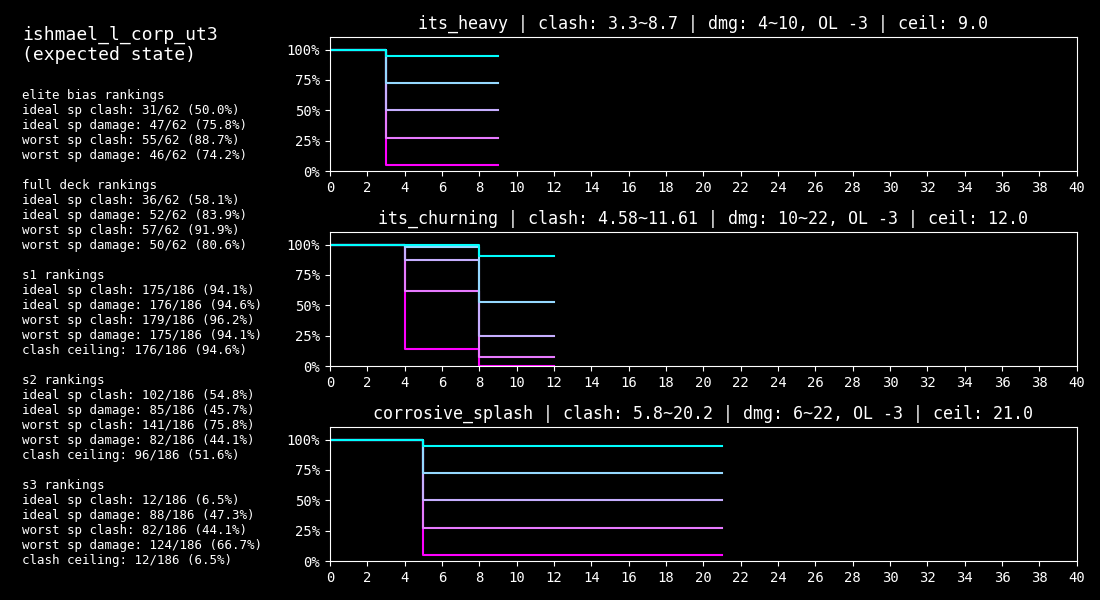 ishmael_l_corp_ut3
(expected state)
elite bias rankings
ideal sp clash: 31/62 (50.0%)
ideal sp damage: 47/62 (75.8%)
worst sp clash: 55/62 (88.7%)
worst sp damage: 46/62 (74.2%)
full deck rankings
ideal sp clash: 36/62 (58.1%)
ideal sp damage: 52/62 (83.9%)
worst sp clash: 57/62 (91.9%)
worst sp damage: 50/62 (80.6%)
s1 rankings
ideal sp clash: 175/186 (94.1%)
ideal sp damage: 176/186 (94.6%)
worst sp clash: 179/186 (96.2%)
worst sp damage: 175/186 (94.1%)
clash ceiling: 176/186 (94.6%)
s2 rankings
ideal sp clash: 102/186 (54.8%)
ideal sp damage: 85/186 (45.7%)
worst sp clash: 141/186 (75.8%)
worst sp damage: 82/186 (44.1%)
clash ceiling: 96/186 (51.6%)
s3 rankings
ideal sp clash: 12/186 (6.5%)
ideal sp damage: 88/186 (47.3%)
worst sp clash: 82/186 (44.1%)
worst sp damage: 124/186 (66.7%)
clash ceiling: 12/186 (6.5%)
its_heavy | clash: 3.3~8.7 | dmg: 4~10, OL -3 | ceil: 9.0
100%
75%
50%
25%
0%
0 2 4 6 8 10 12 14 16 18 20 22 24 26 28 30 32 34 36 38 40
its_churning | clash: 4.58~11.61 | dmg: 10~22, OL -3 | ceil: 12.0
100%
75%
50%
25%
0%
0 2 4 6 8 10 12 14 16 18 20 22 24 26 28 30 32 34 36 38 40
corrosive_splash | clash: 5.8~20.2 | dmg: 6~22, OL -3 | ceil: 21.0
100%
75%
50%
25%
0%
0 2 4 6 8 10 12 14 16 18 20 22 24 26 28 30 32 34 36 38 40